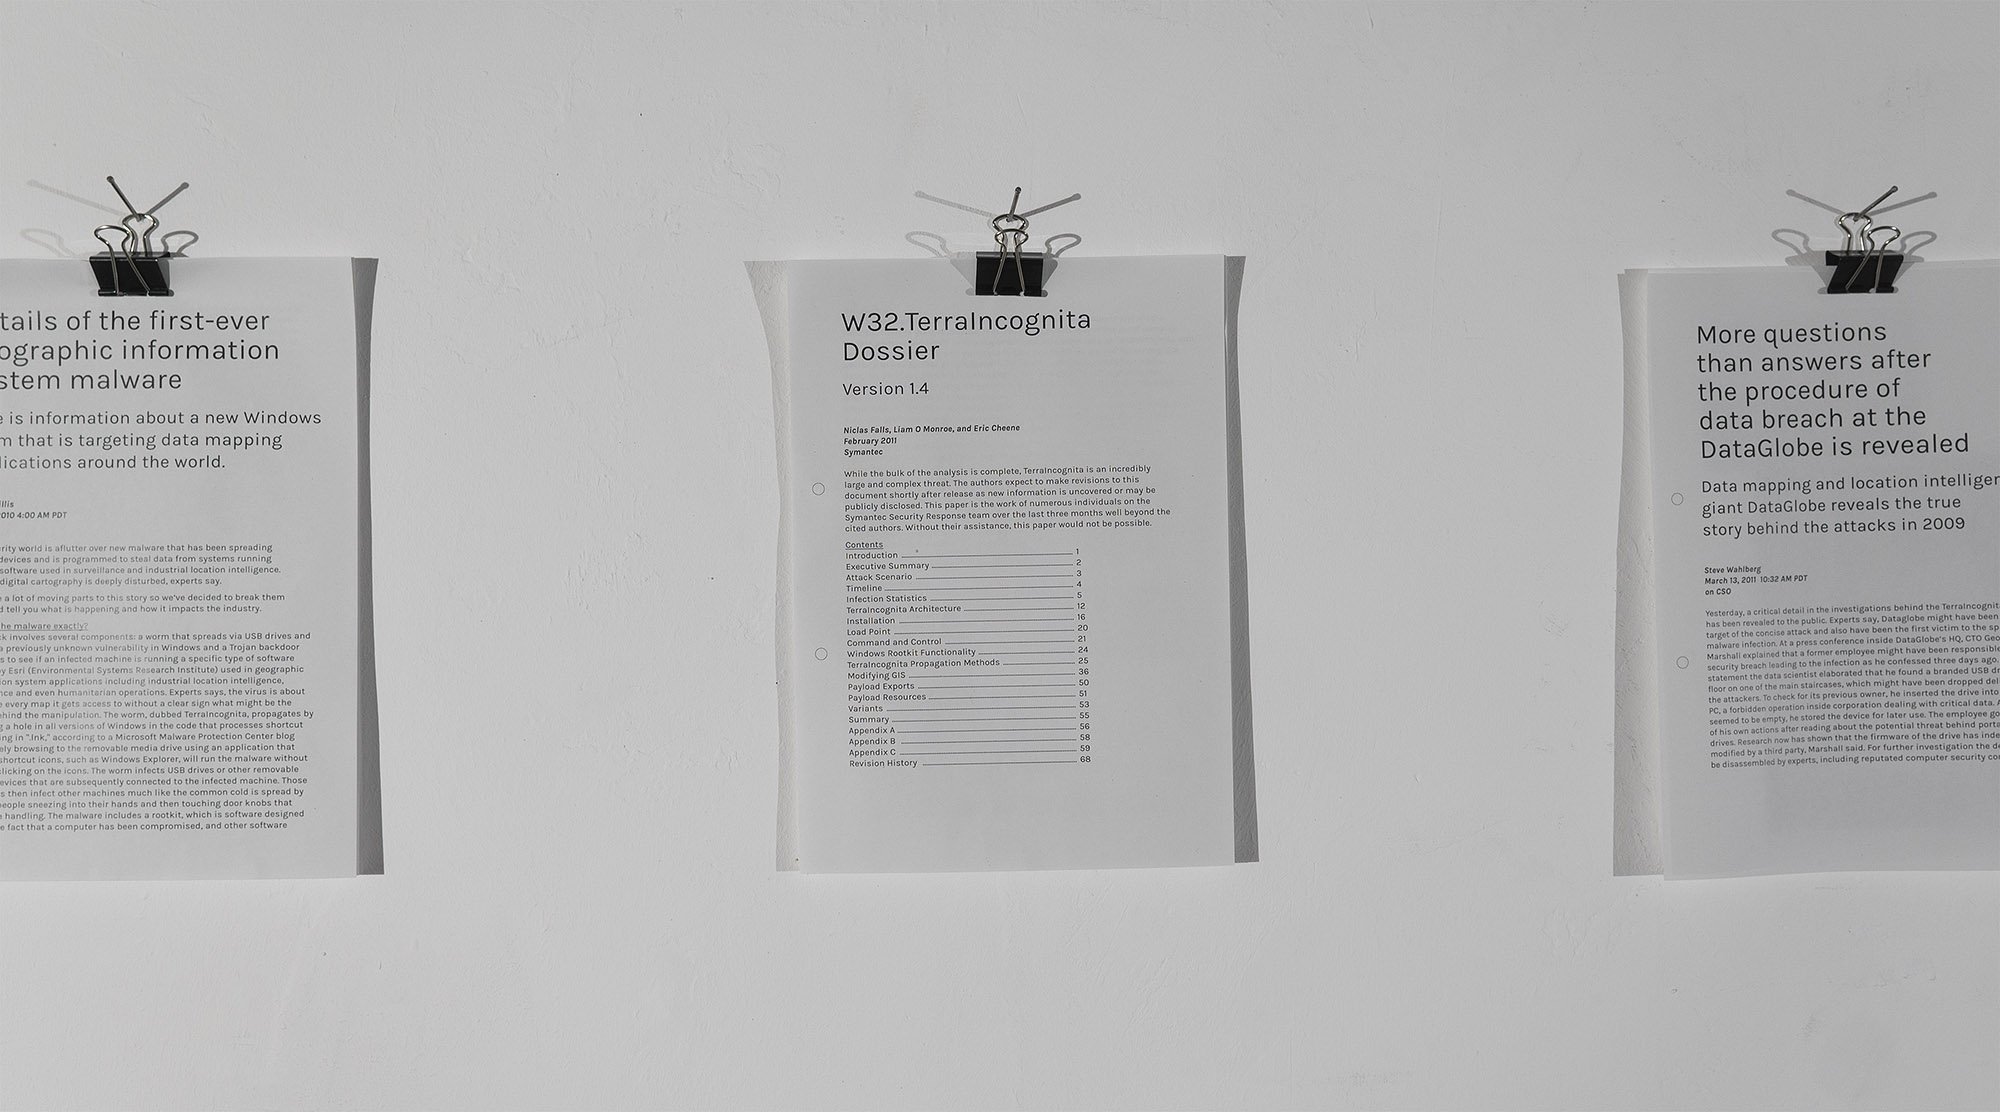 tails of the first-ever
ographic information
stem malware
e is information about a new Windows
m that is targeting data mapping
lications around the world.
illis
010 4:00 AM PDT
rity world is aflutter over new malware that has been spreading
devices and is programmed to steal data from systems running
software used in surveillance and industrial location intelligence.
digital cartography is deeply disturbed, experts say.
a lot of moving parts to this story so we've decided to break them
d tell you what is happening and how it impacts the industry.
he malware exactly?
ck involves several components: a worm that spreads via USB drives and
a previously unknown vulnerability in Windows and a Trojan backdoor
s to see if an infected machine is running a specific type of software
by Esri (Environmental Systems Research Institute) used in geographic
ion system applications including industrial location intelligence,
nce and even humanitarian operations. Experts says, the virus is about
e every map it gets access to without a clear sign what might be the
ehind the manipulation. The worm, dubbed TerraIncognita, propagates by
g a hole in all versions of Windows in the code that processes shortcut
ing in ".lnk," according to a Microsoft Malware Protection Center blog
ely browsing to the removable media drive using an application that
shortcut icons, such as Windows Explorer, will run the malware without
licking on the icons. The worm infects USB drives or other removable
evices that are subsequently connected to the infected machine. Those
s then infect other machines much like the common cold is spread by
people sneezing into their hands and then touching door knobs that
e handling. The malware includes a rootkit, which is software designed
e fact that a computer has been compromised, and other software
W32.TerraIncognita
Dossier
Version 1.4
Niclas Falls, Liam O Monroe, and Eric Cheene
February 2011
Symantec
While the bulk of the analysis is complete, TerraIncognita is an incredibly
large and complex threat. The authors expect to make revisions to this
document shortly after release as new information is uncovered or may be
publicly disclosed. This paper is the work of numerous individuals on the
Symantec Security Response team over the last three months well beyond the
cited authors. Without their assistance, this paper would not be possible.
Contents
Introduction 1
Executive Summary 2
Attack Scenario 3
Timeline 4
Infection Statistics 5
TerraIncognita Architecture 12
Installation 16
Load Point 20
Command and Control 21
Windows Rootkit Functionality 24
TerraIncognita Propagation Methods 25
Modifying GIS 36
Payload Exports 50
Payload Resources 51
Variants 53
Summary 55
Appendix A 56
Appendix B 58
Appendix C 59
Revision History 68
More questions
than answers after
the procedure of
data breach at the
DataGlobe is revealed
Data mapping and location intelliger
giant DataGlobe reveals the true
story behind the attacks in 2009
Steve Wahlberg
March 13, 2011 10:32 AM PDT
on CSO
Yesterday, a critical detail in the investigations behind the TerraIncognit
has been revealed to the public. Experts say, Dataglobe might have been
target of the concise attack and also have been the first victim to the sp
malware infection. At a press conference inside DataGlobe's HQ, CTO Geo
Marshall explained that a former employee might have been responsible
security breach leading to the infection as he confessed three days ago.
statement the data scientist elaborated that he found a branded USB dr
floor on one of the main staircases, which might have been dropped del
the attackers. To check for its previous owner, he inserted the drive into
PC, a forbidden operation inside corporation dealing with critical data. A
seemed to be empty, he stored the device for later use. The employee go
of his own actions after reading about the potential threat behind porta
drives. Research now has shown that the firmware of the drive has inde
modified by a third party, Marshall said. For further investigation the de
be disassembled by experts, including reputated computer security co